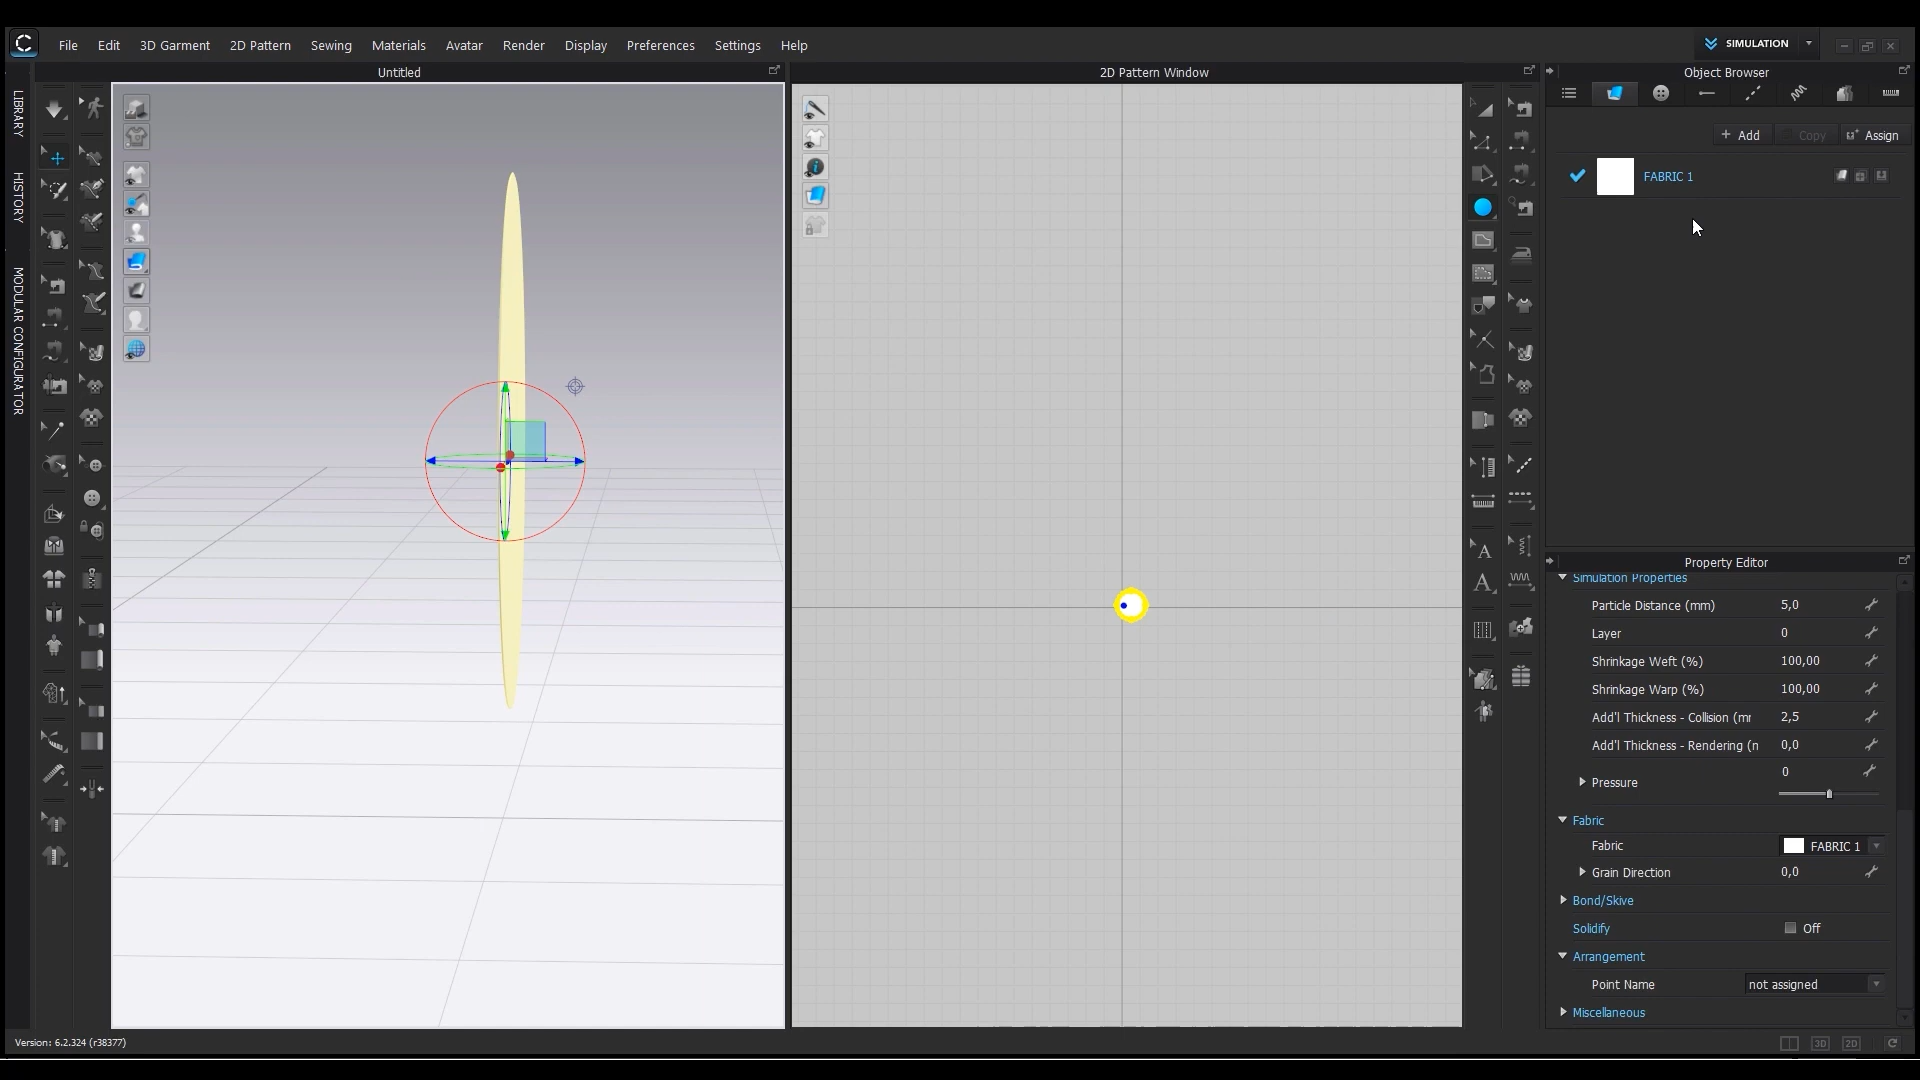 File Edit 3D Garment 2D Pattern Sewing Materials Avatar Render Display Preferences Settings Help
SIMULATION
Untitled
2D Pattern Window
Object Browser
LIBRARY
HISTORY
MODULAR CONFIGURATOR
+ Add Copy Assign
FABRIC 1
Property Editor
Simulation Properties
Particle Distance (mm) 5,0
Layer 0
Shrinkage Weft (%) 100,00
Shrinkage Warp (%) 100,00
Add'l Thickness - Collision (mr 2,5
Add'l Thickness - Rendering (n 0,0
Pressure 0
Fabric
Fabric FABRIC 1
Grain Direction 0,0
Bond/Skive
Solidify Off
Arrangement
Point Name not assigned
Miscellaneous
Version: 6.2.324 (r38377)
3D 2D